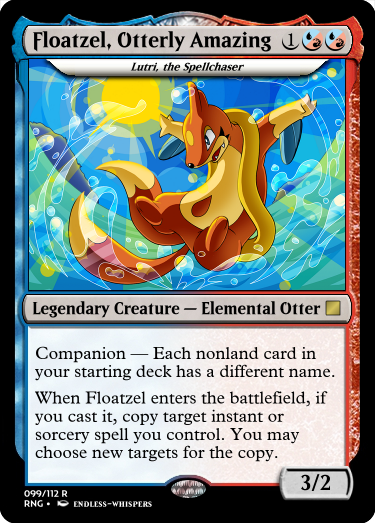 Floatzel, Otterly Amazing 1
Lutri, the Spellchaser
Legendary Creature — Elemental Otter
Companion — Each nonland card in
your starting deck has a different name.
When Floatzel enters the battlefield, if
you cast it, copy target instant or
sorcery spell you control. You may
choose new targets for the copy.
3/2
099/112 R
RNG • ENDLESS-WHISPERS